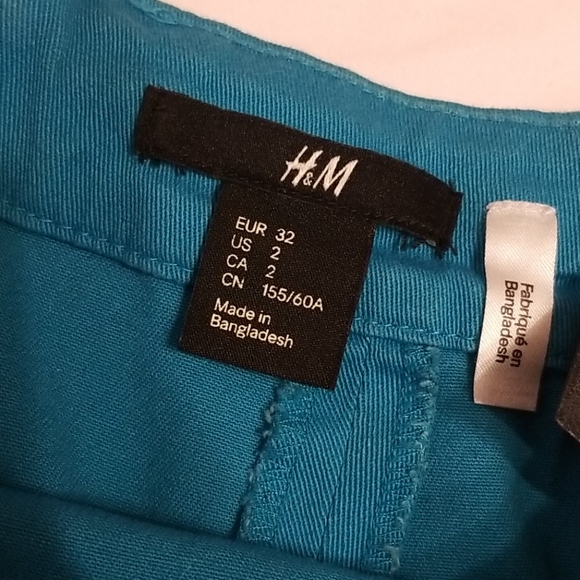 H&M
EUR 32
US 2
CA 2
CN 155/60A
Made in
Bangladesh
Fabriqué en
Bangladesh